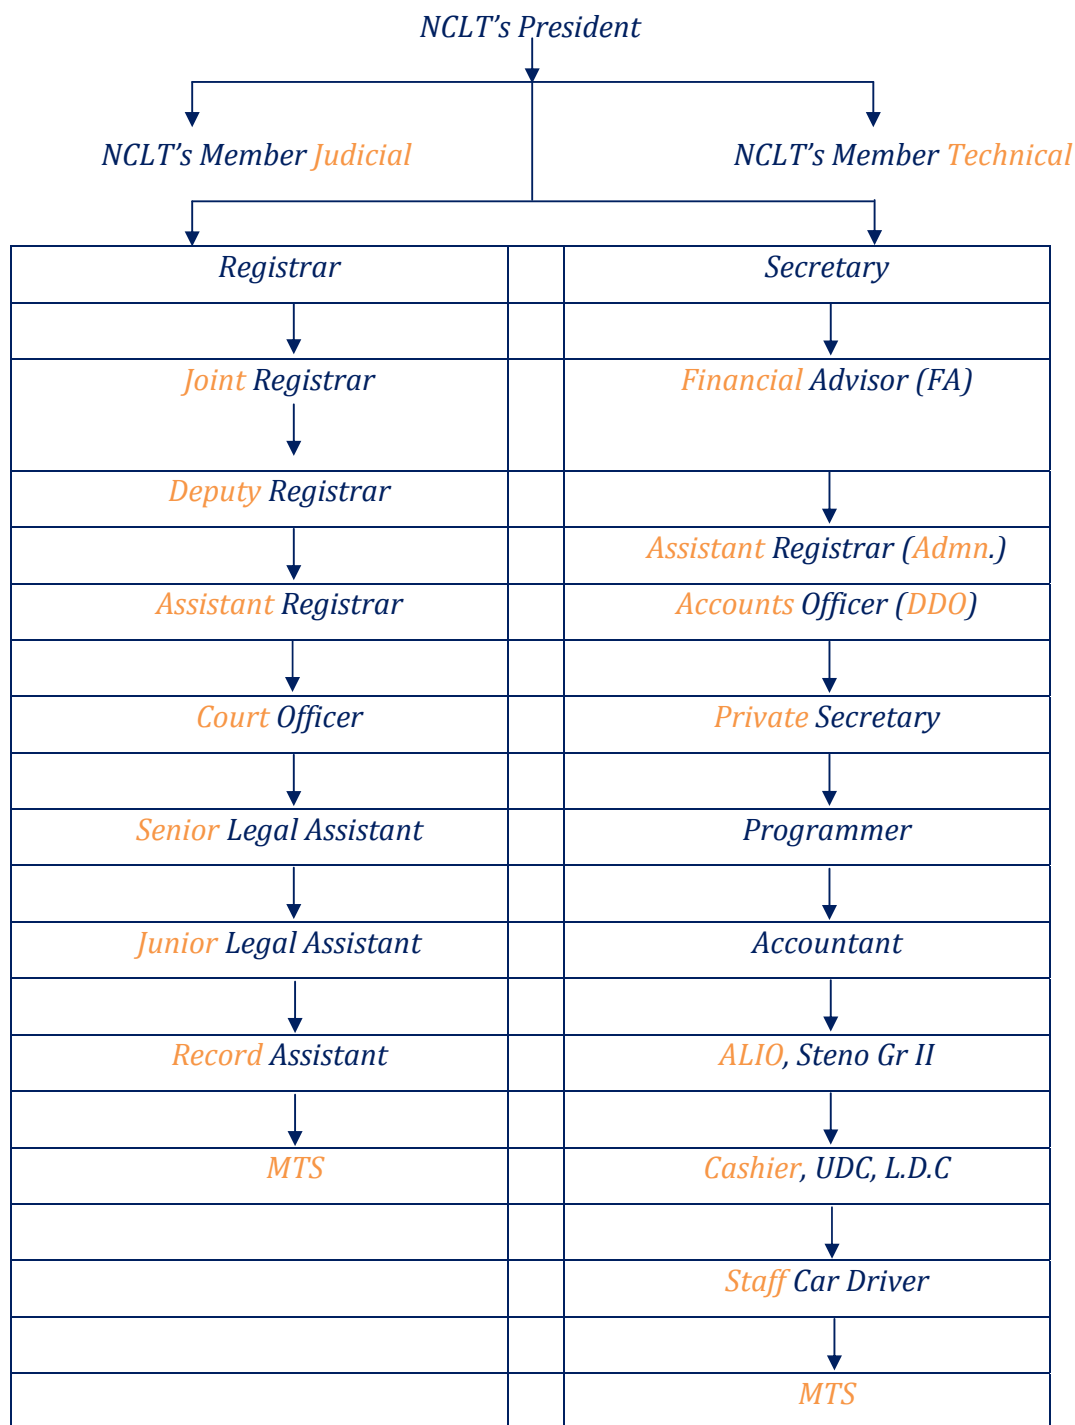 NCLT’s President
NCLT’s Member Judicial
NCLT’s Member Technical
Registrar
Secretary
Joint Registrar
Financial Advisor (FA)
Deputy Registrar
Assistant Registrar (Admn.)
Assistant Registrar
Accounts Officer (DDO)
Court Officer
Private Secretary
Senior Legal Assistant
Programmer
Junior Legal Assistant
Accountant
Record Assistant
ALIO, Steno Gr II
MTS
Cashier, UDC, L.D.C
Staff Car Driver
MTS